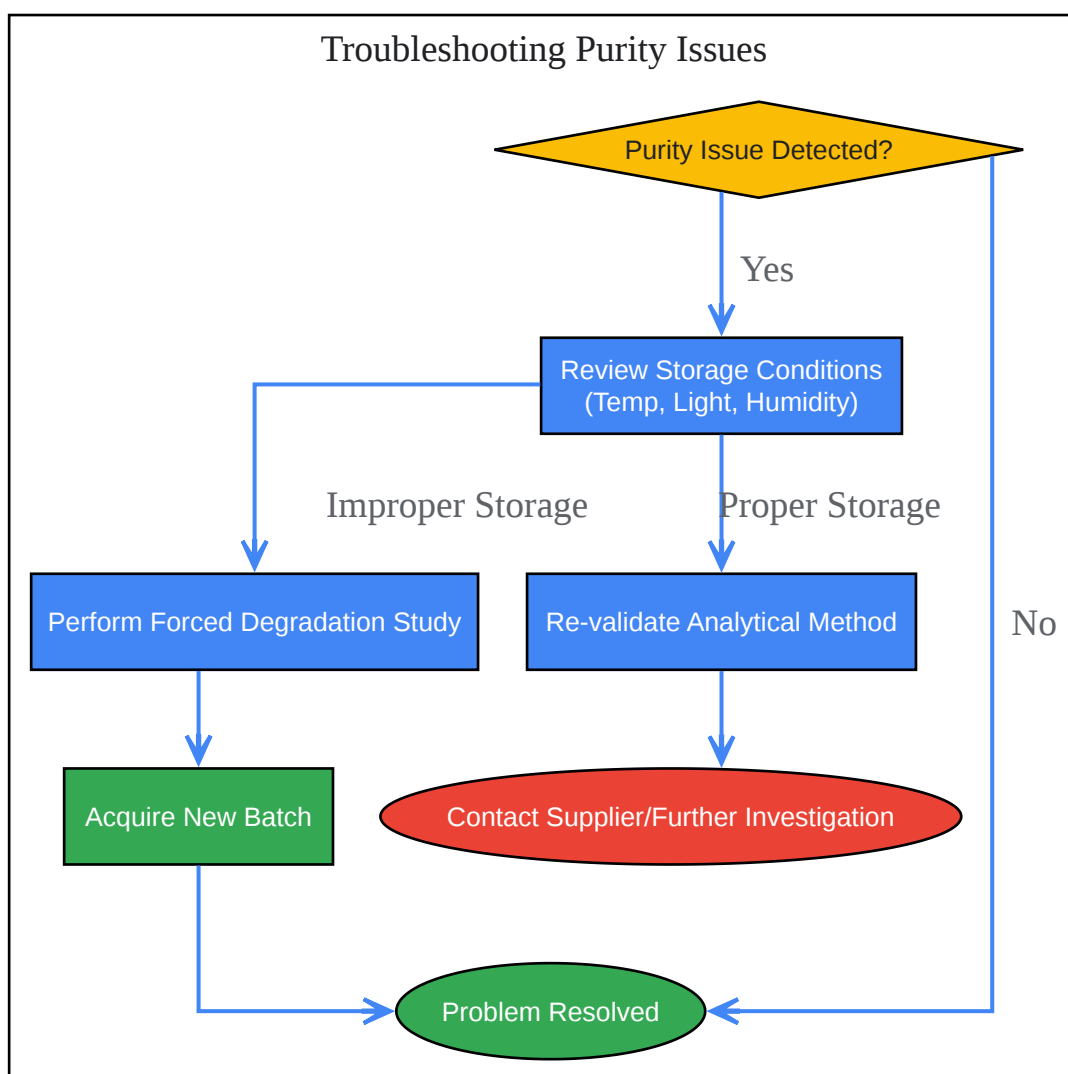 Troubleshooting Purity Issues
Purity Issue Detected?
Yes
Review Storage Conditions
(Temp, Light, Humidity)
Improper Storage
Proper Storage
Perform Forced Degradation Study
Re-validate Analytical Method
No
Acquire New Batch
Contact Supplier/Further Investigation
Problem Resolved